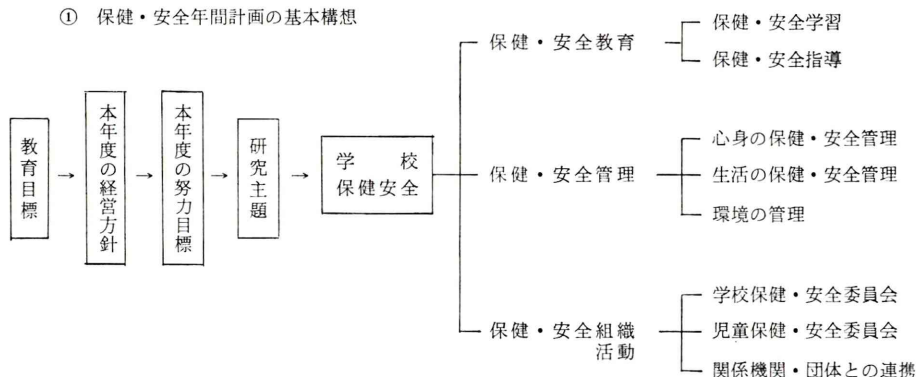 ① 保健・安全年間計画の基本構想
教育目標
→
本年度の経営方針
→
本年度の努力目標
→
研究主題
→
学校
保健安全
保健・安全教育
保健・安全学習
保健・安全指導
保健・安全管理
心身の保健・安全管理
生活の保健・安全管理
環境の管理
保健・安全組織
活動
学校保健・安全委員会
児童保健・安全委員会
関係機関・団体との連携